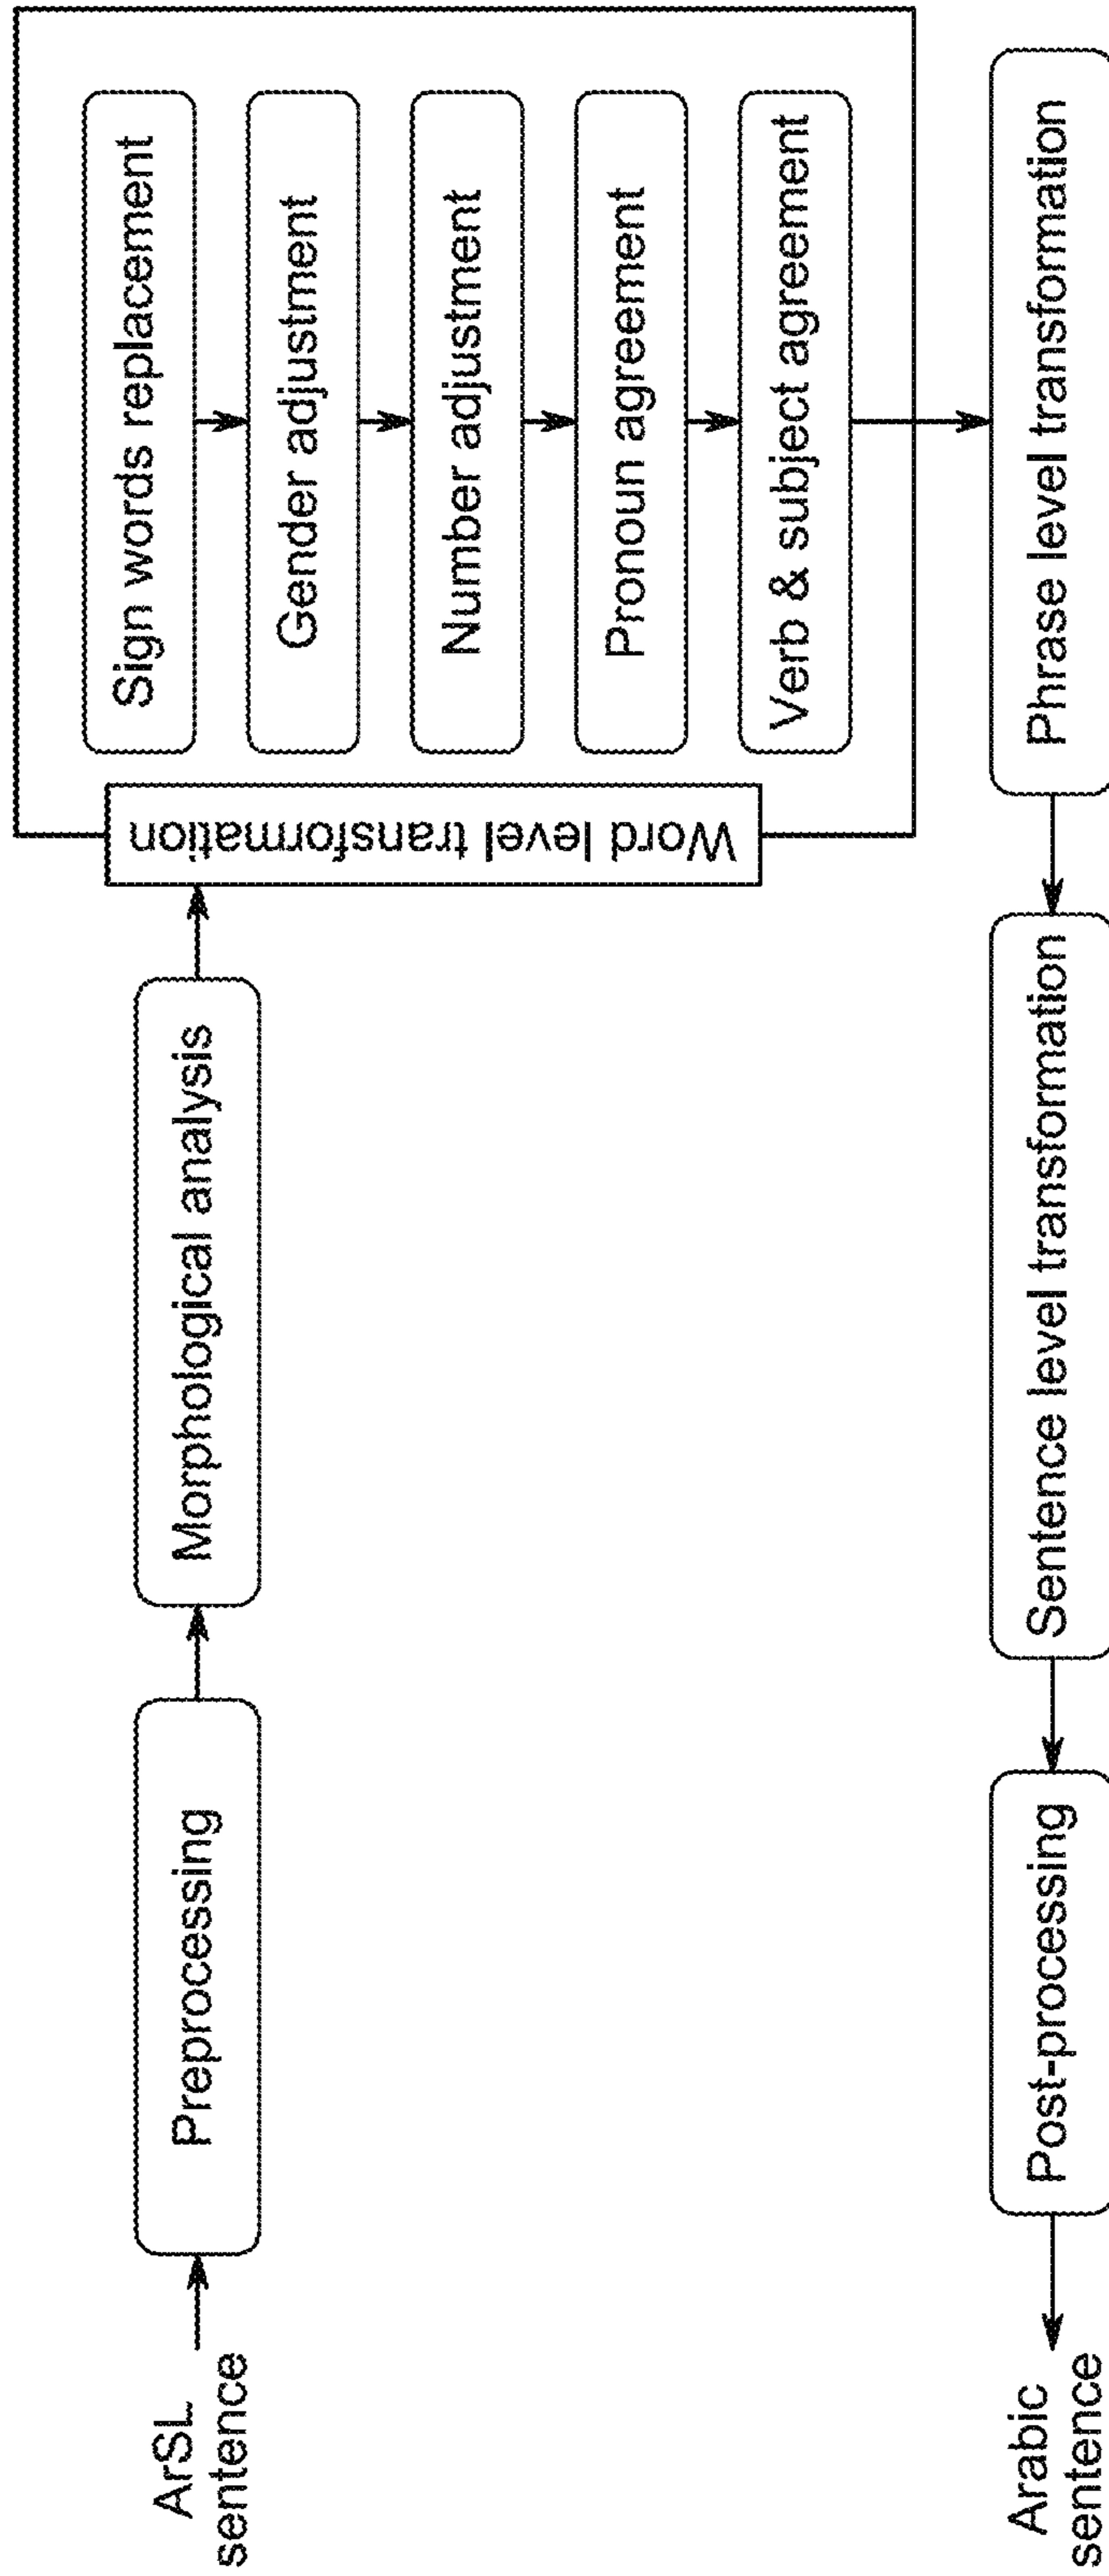 ArSL
sentence
Preprocessing
Morphological analysis
Word level transformation
Sign words replacement
Gender adjustment
Number adjustment
Pronoun agreement
Verb & subject agreement
Phrase level transformation
Sentence level transformation
Post-processing
Arabic
sentence